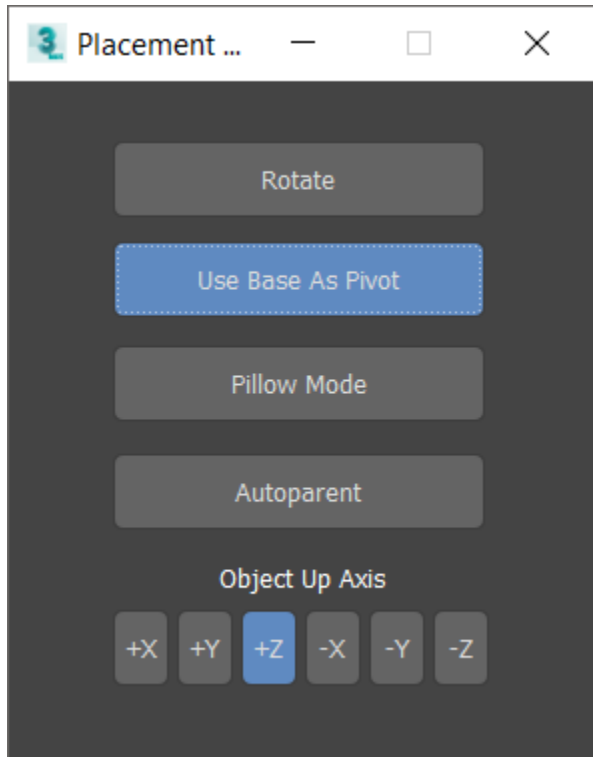 Placement ...
Rotate
Use Base As Pivot
Pillow Mode
Autoparent
Object Up Axis
+X +Y +Z -X -Y -Z